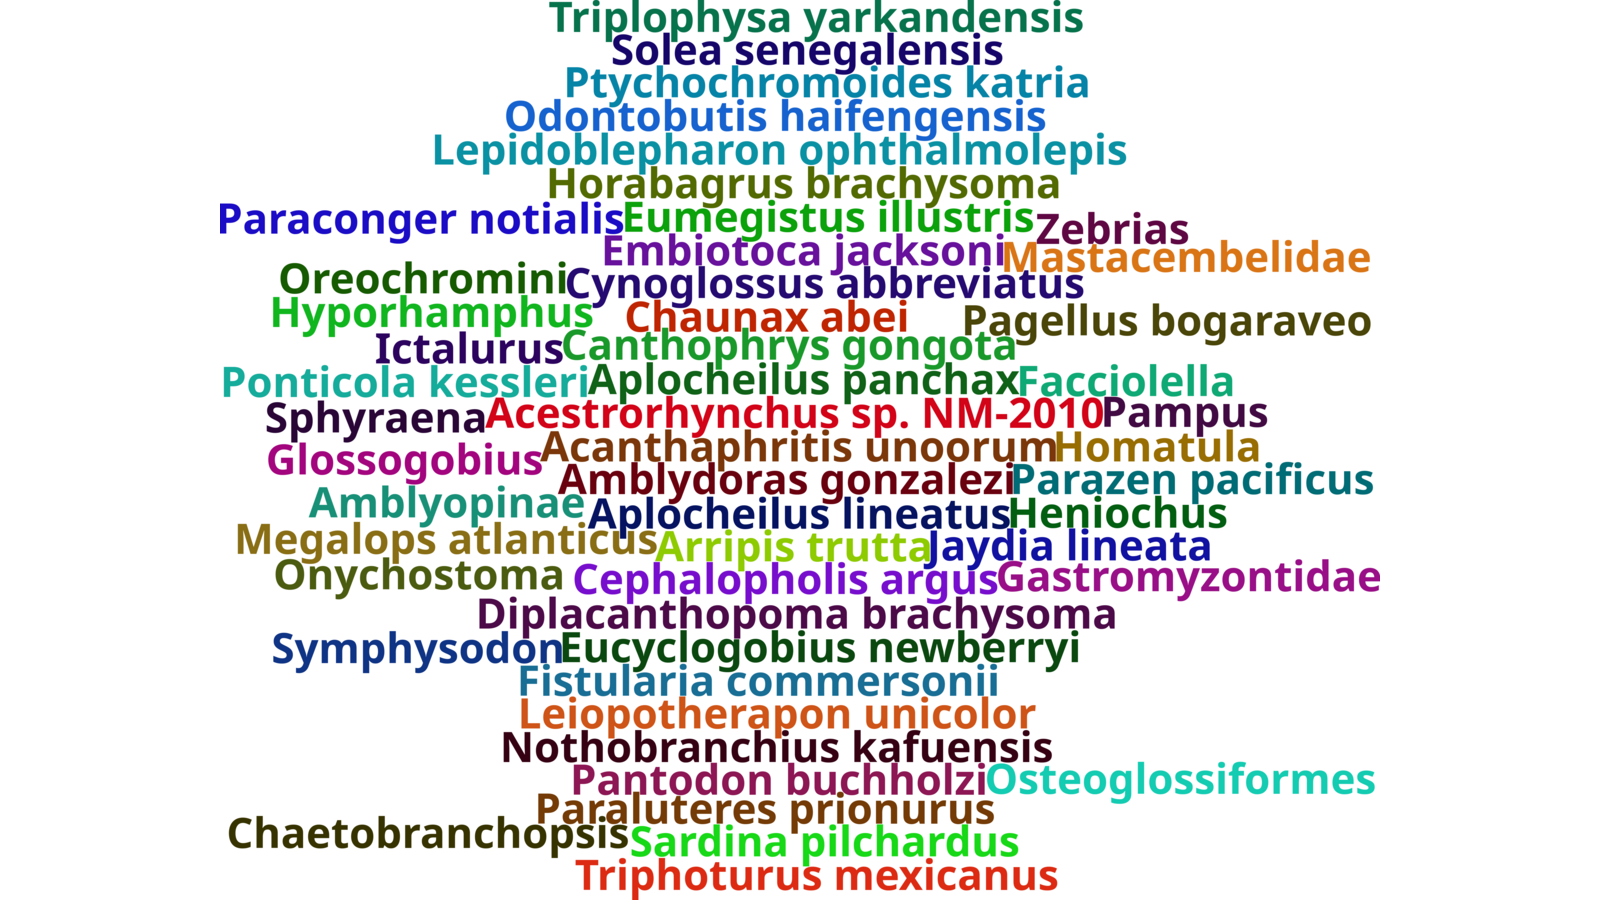 Triplophysa yarkandensis
Solea senegalensis
Ptychochromoides katria
Odontobutis haifengensis
Lepidoblepharon ophthalmolepis
Horabagrus brachysoma
Paraconger notialis Eumegistus illustris Zebrias
Embiotoca jacksoni Mastacembelidae
Oreochromini Cynoglossus abbreviatus
Hyporhamphus Chaunax abei Pagellus bogaraveo
Ictalurus Canthophrys gongota
Ponticola kessleri Aplocheilus panchax Facciolella
Sphyraena Acestrorhynchus sp. NM-2010 Pampus
Glossogobius Acanthaphritis unoorum Homatula
Amblydoras gonzalezi Parazen pacificus
Amblyopinae Aplocheilus lineatus Heniochus
Megalops atlanticus Arripis trutta Jaydia lineata
Onychostoma Cephalopholis argus Gastromyzontidae
Diplacanthopoma brachysoma
Symphysodon Eucyclogobius newberryi
Fistularia commersonii
Leiopotherapon unicolor
Nothobranchius kafuensis
Pantodon buchholzi Osteoglossiformes
Paraluteres prionurus
Chaetobranchopsis Sardina pilchardus
Triphoturus mexicanus